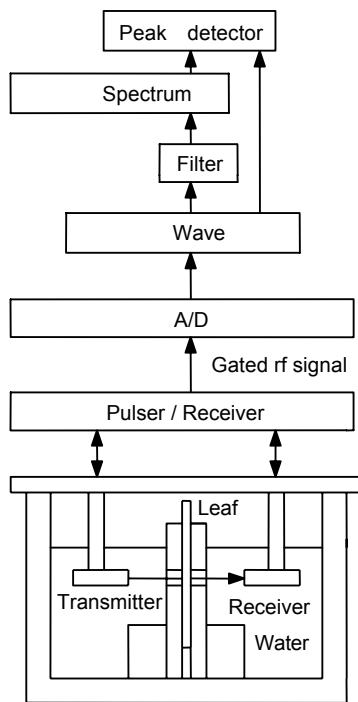 Peak detector
Spectrum
Filter
Wave
A/D
Gated rf signal
Pulser / Receiver
Leaf
Transmitter
Receiver
Water